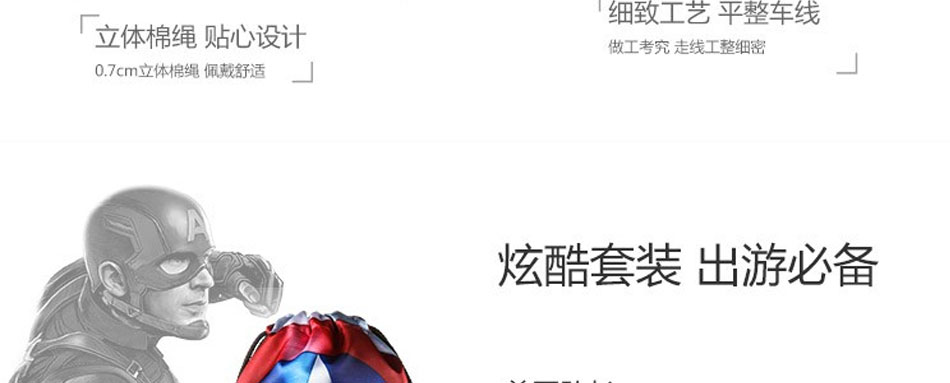 立体棉绳 贴心设计
0.7cm立体棉绳 佩戴舒适
细致工艺 平整车线
做工考究 走线工整细密
A
炫酷套装 出游必备